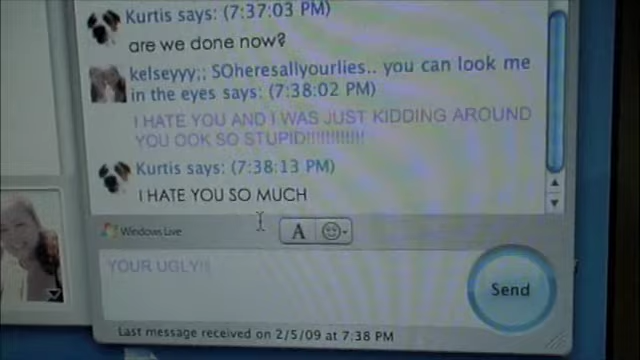 Kurtis says: (7:37:03 PM)
are we done now?
kelseyyy;; SOheresallyourlies.. you can look me
in the eyes says: (7:38:02 PM)
I HATE YOU AND I WAS JUST KIDDING AROUND
YOU OOK SO STUPID!!!!!!!!!!!!!
Kurtis says: (7:38:13 PM)
I HATE YOU SO MUCH
Windows Live
A
YOUR UGLY!!
Send
Last message received on 2/5/09 at 7:38 PM